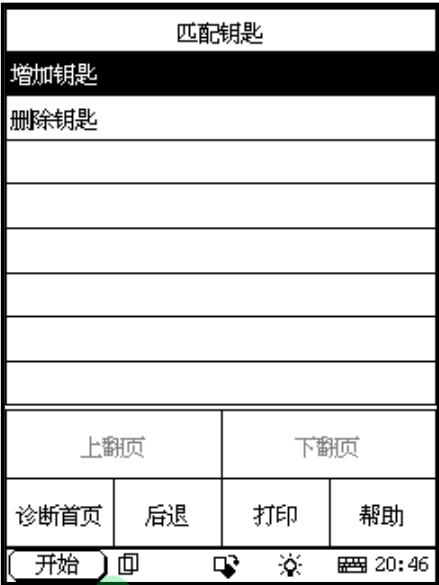 匹配钥匙
增加钥匙
删除钥匙
上翻页 下翻页
诊断首页 后退 打印 帮助
开始 20:46